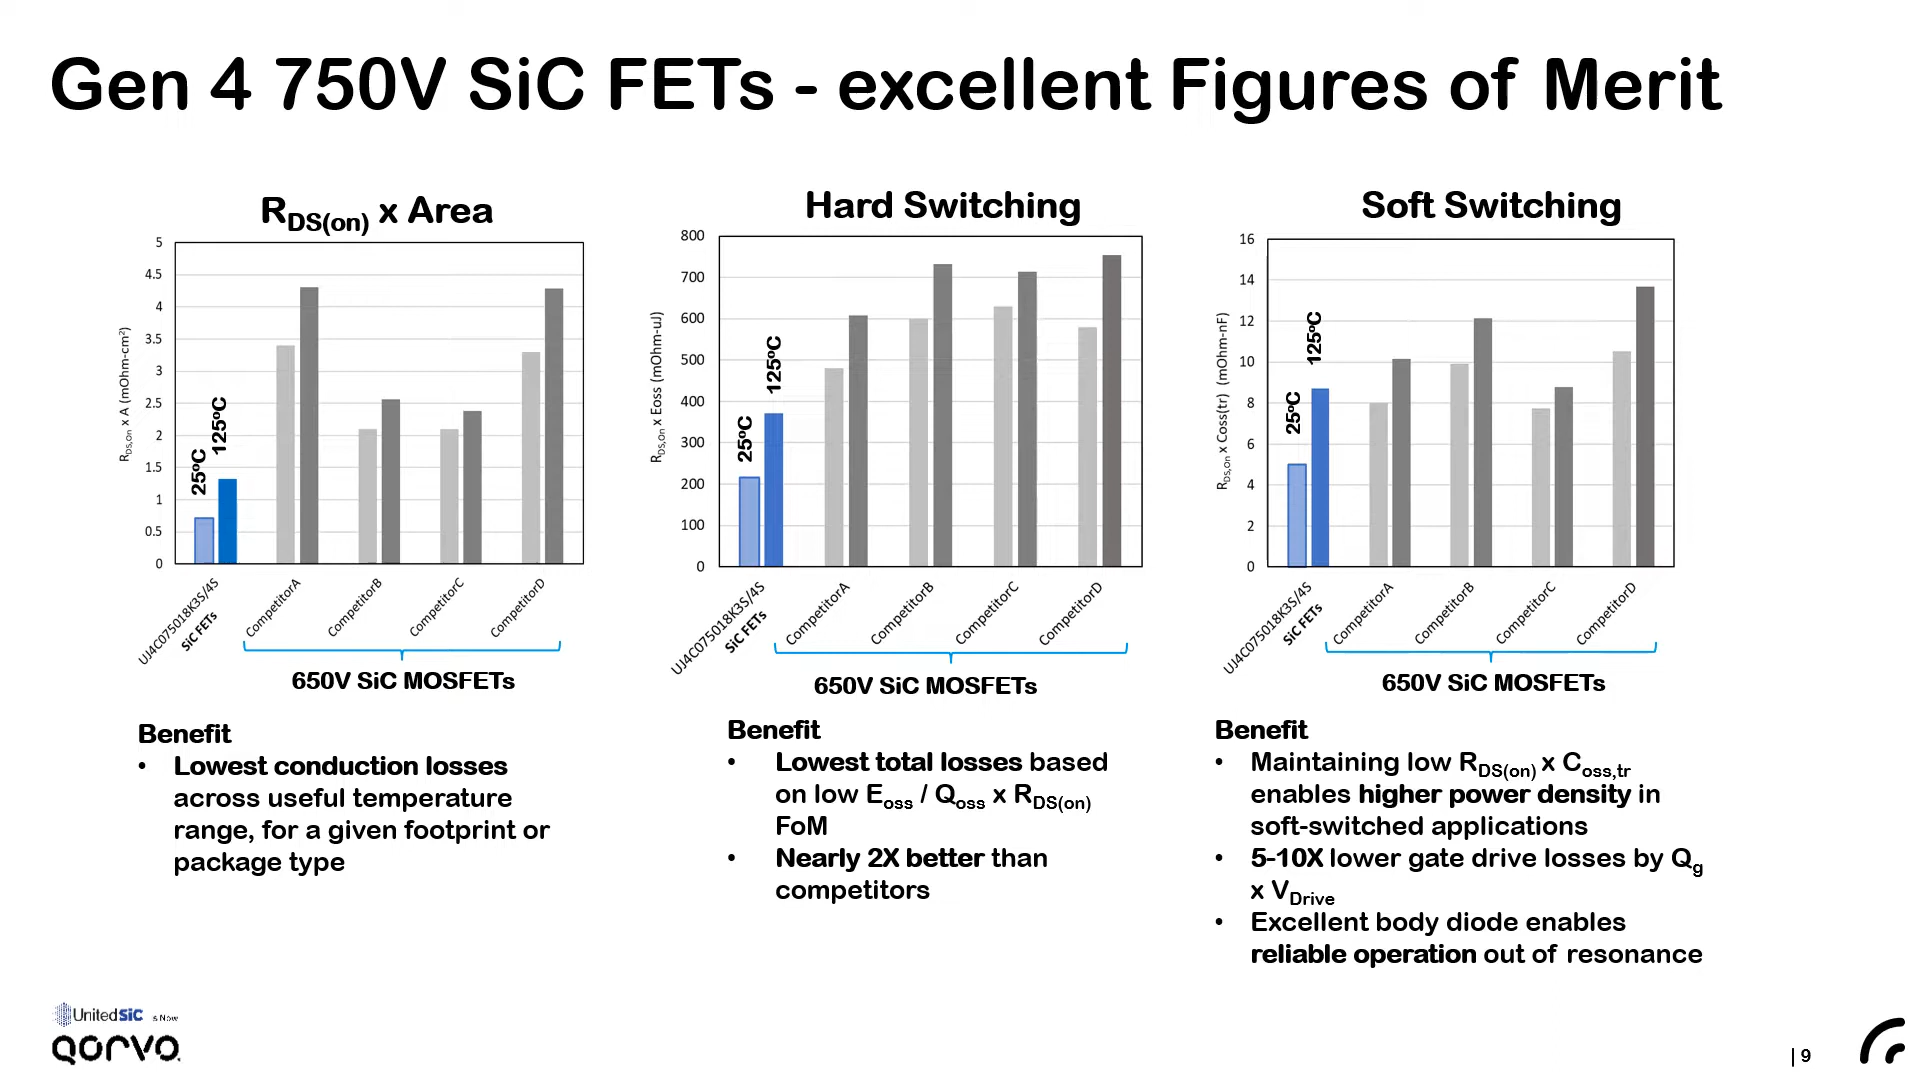 Gen 4 750V SiC FETs - excellent Figures of Merit
RDS(on) x Area
5
4.5
4
3.5
3
2.5
2
1.5
1
0.5
0
RDS,on x A (mOhm-cm²)
25ºC
125ºC
UJ4C075018K3S/4S
SiC FETs
CompetitorA
CompetitorB
CompetitorC
CompetitorD
650V SiC MOSFETs
Benefit
• Lowest conduction losses
across useful temperature
range, for a given footprint or
package type
Hard Switching
800
700
600
500
400
300
200
100
0
RDS,on x Eoss (mOhm-uJ)
25ºC
125ºC
UJ4C075018K3S/4S
SiC FETs
CompetitorA
CompetitorB
CompetitorC
CompetitorD
650V SiC MOSFETs
Benefit
• Lowest total losses based
on low Eoss / Qoss x RDS(on)
FoM
• Nearly 2X better than
competitors
Soft Switching
16
14
12
10
8
6
4
2
0
RDS,on x Coss(tr) (mOhm-nF)
25ºC
125ºC
UJ4C075018K3S/4S
SiC FETs
CompetitorA
CompetitorB
CompetitorC
CompetitorD
650V SiC MOSFETs
Benefit
• Maintaining low RDS(on) x Coss,tr
enables higher power density in
soft-switched applications
• 5-10X lower gate drive losses by Qg
x VDrive
• Excellent body diode enables
reliable operation out of resonance
UnitedSiC is Now
QORVO
| 9